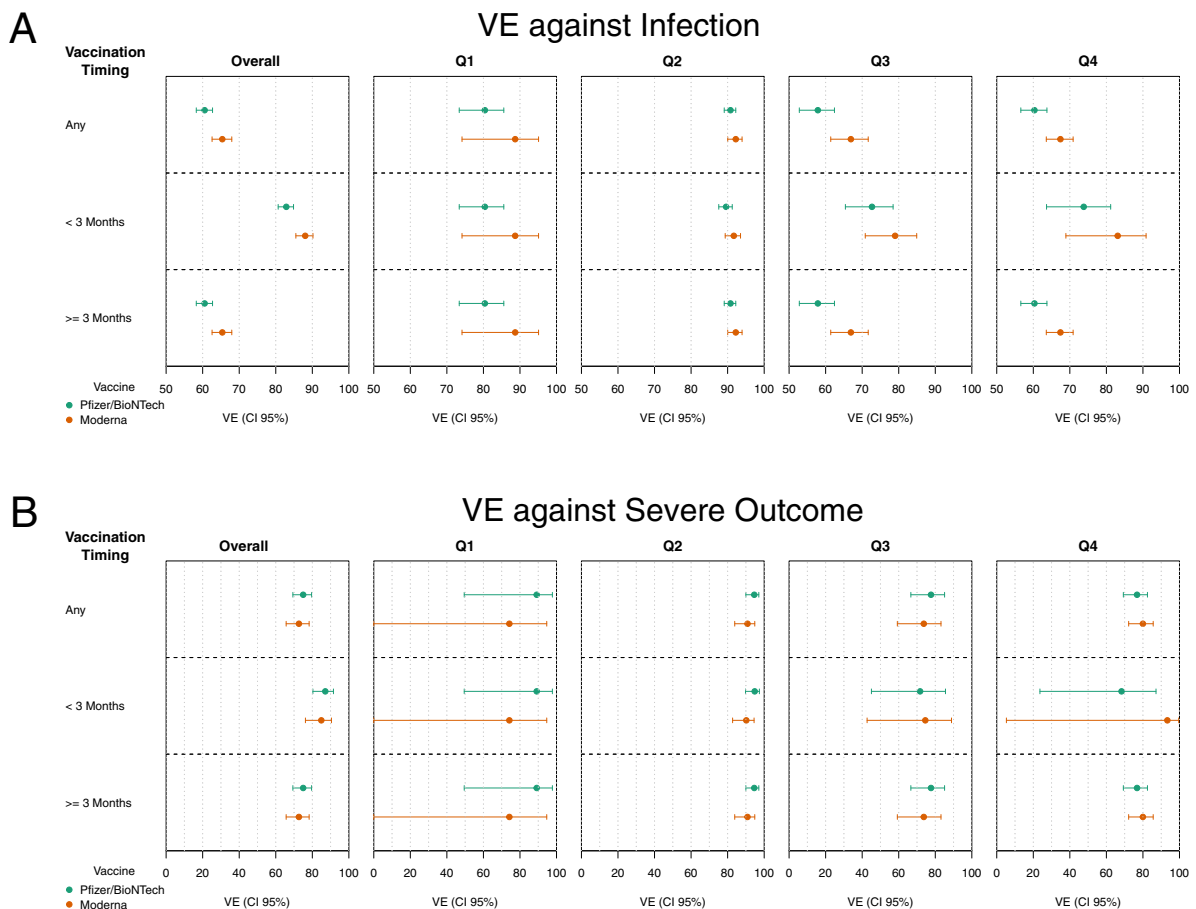 A
VE against Infection
Vaccination
Timing
Overall
Q1
Q2
Q3
Q4
Any
< 3 Months
>= 3 Months
50 60 70 80 90 100
50 60 70 80 90 100
50 60 70 80 90 100
50 60 70 80 90 100
50 60 70 80 90 100
Vaccine
Pfizer/BioNTech
Moderna
VE (CI 95%)
VE (CI 95%)
VE (CI 95%)
VE (CI 95%)
VE (CI 95%)
B
VE against Severe Outcome
Vaccination
Timing
Overall
Q1
Q2
Q3
Q4
Any
< 3 Months
>= 3 Months
0 20 40 60 80 100
0 20 40 60 80 100
0 20 40 60 80 100
0 20 40 60 80 100
0 20 40 60 80 100
Vaccine
Pfizer/BioNTech
Moderna
VE (CI 95%)
VE (CI 95%)
VE (CI 95%)
VE (CI 95%)
VE (CI 95%)